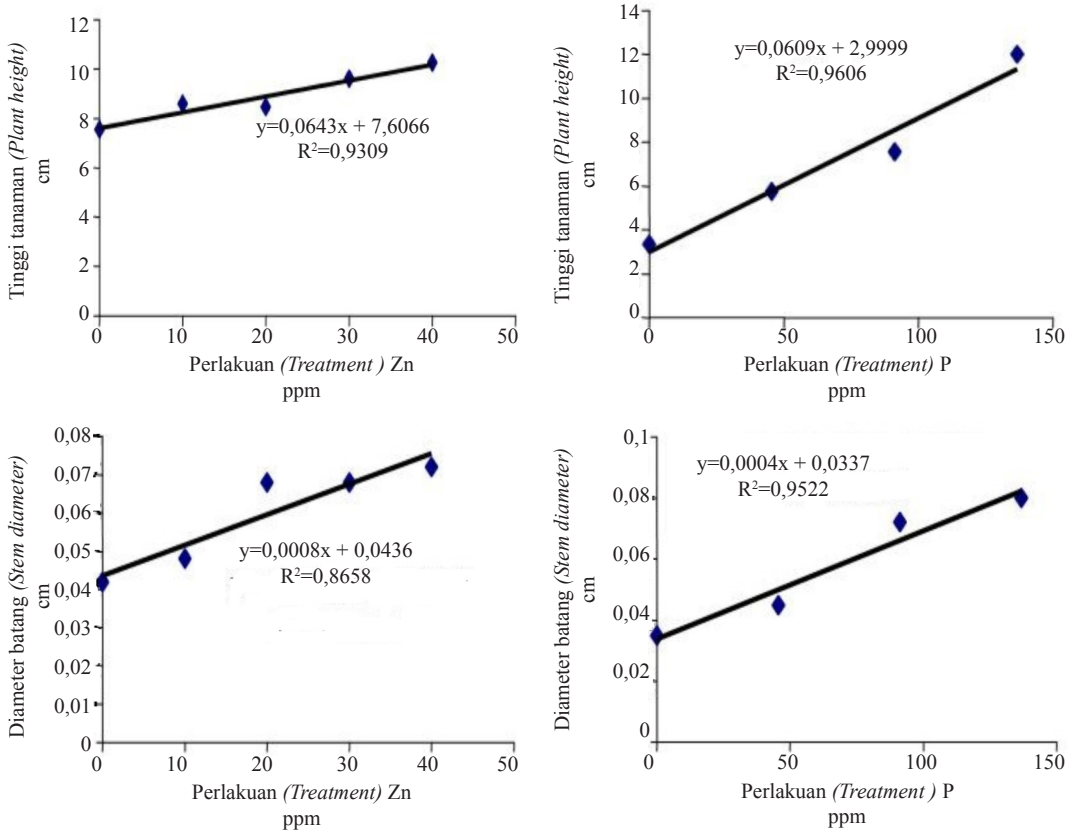 Tinggi tanaman (Plant height)
cm
12
10
8
6
4
2
0
y=0,0643x + 7,6066
R²=0,9309
0 10 20 30 40 50
Perlakuan (Treatment ) Zn
ppm
Tinggi tanaman (Plant height)
cm
14
12
10
8
6
4
2
0
y=0,0609x + 2,9999
R²=0,9606
0 50 100 150
Perlakuan (Treatment) P
ppm
Diameter batang (Stem diameter)
cm
0,08
0,07
0,06
0,05
0,04
0,03
0,02
0,01
0
y=0,0008x + 0,0436
R²=0,8658
0 10 20 30 40 50
Perlakuan (Treatment) Zn
ppm
Diameter batang (Stem diameter)
cm
0,1
0,08
0,06
0,04
0,02
0
y=0,0004x + 0,0337
R²=0,9522
0 50 100 150
Perlakuan (Treatment ) P
ppm